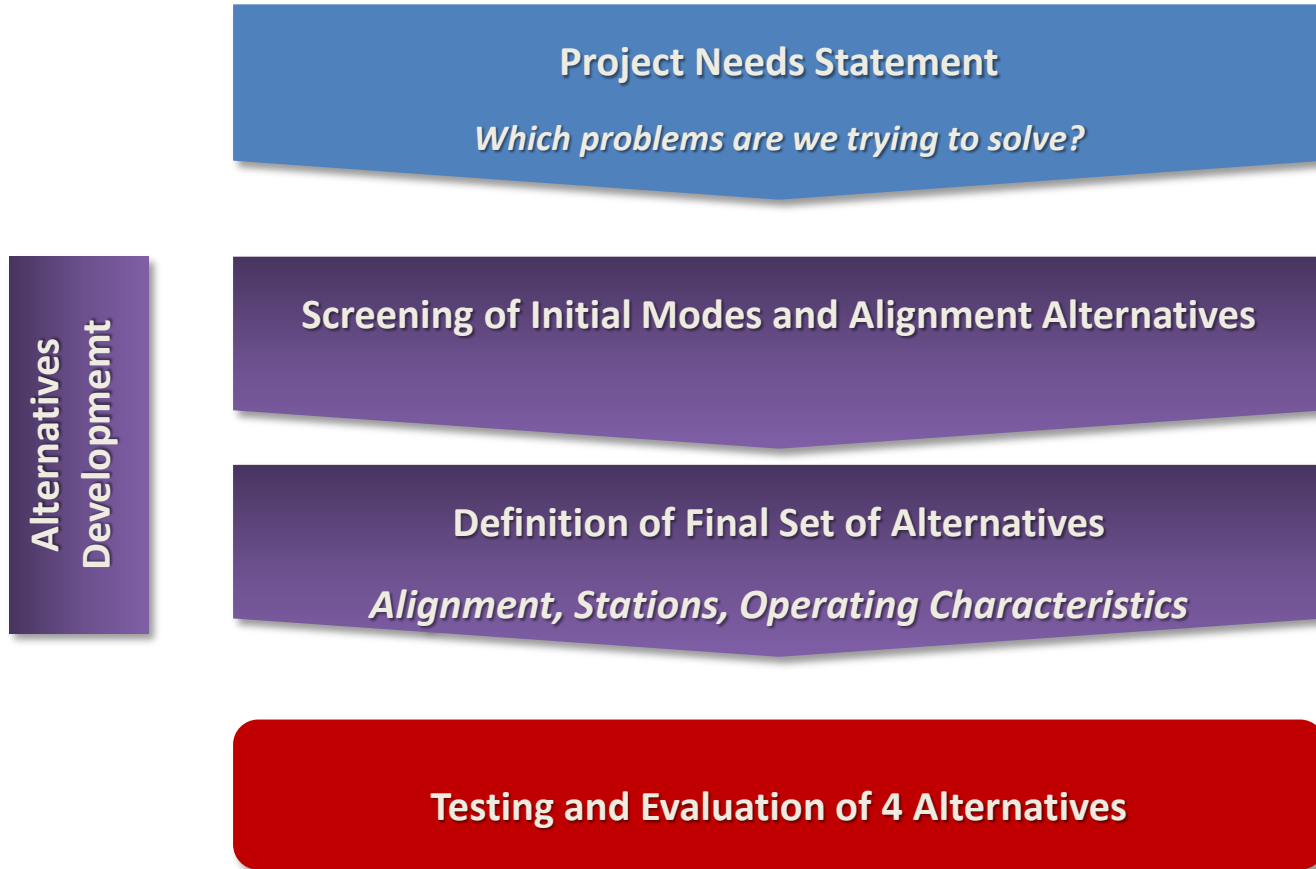 Project Needs Statement
Which problems are we trying to solve?
Alternatives
Developmemt
Screening of Initial Modes and Alignment Alternatives
Definition of Final Set of Alternatives
Alignment, Stations, Operating Characteristics
Testing and Evaluation of 4 Alternatives